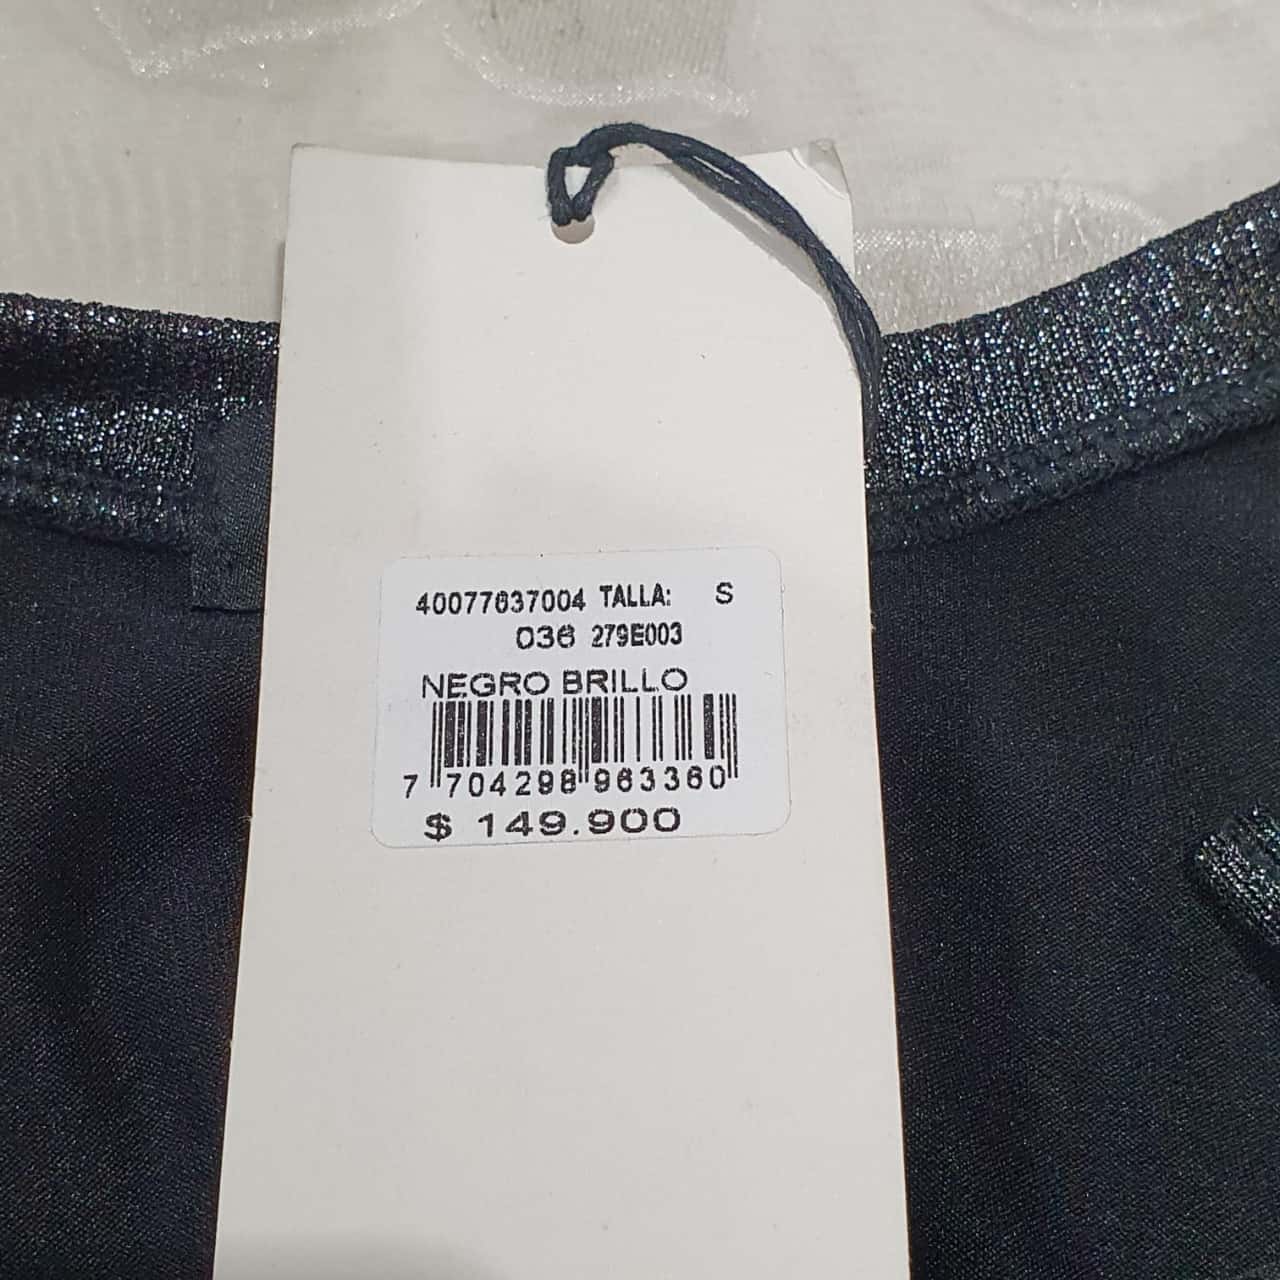 40077637004 TALLA: S
036 279E003
NEGRO BRILLO
7 704298 963360
$ 149.900